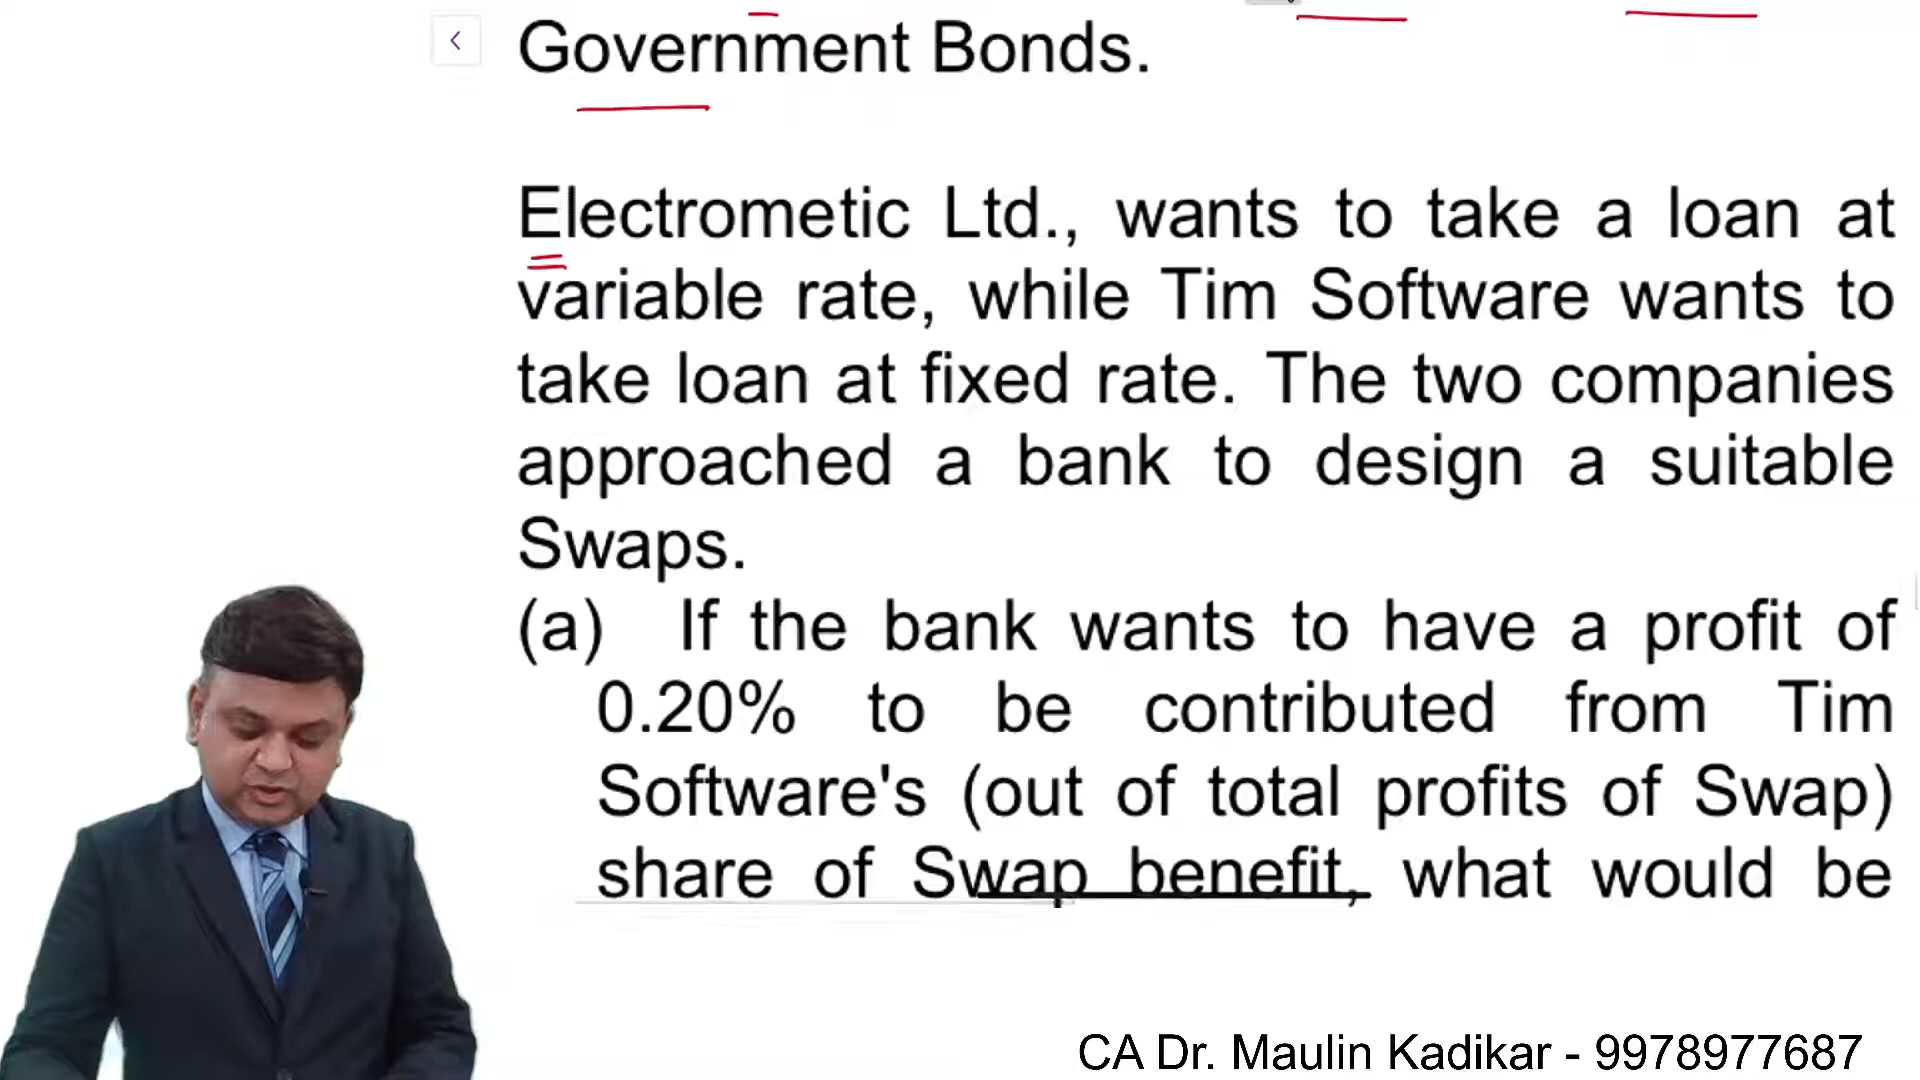 Government Bonds.
Electrometic Ltd., wants to take a loan at
variable rate, while Tim Software wants to
take loan at fixed rate. The two companies
approached a bank to design a suitable
Swaps.
(a) If the bank wants to have a profit of
0.20% to be contributed from Tim
Software's (out of total profits of Swap)
share of Swap benefit, what would be
CA Dr. Maulin Kadikar - 9978977687